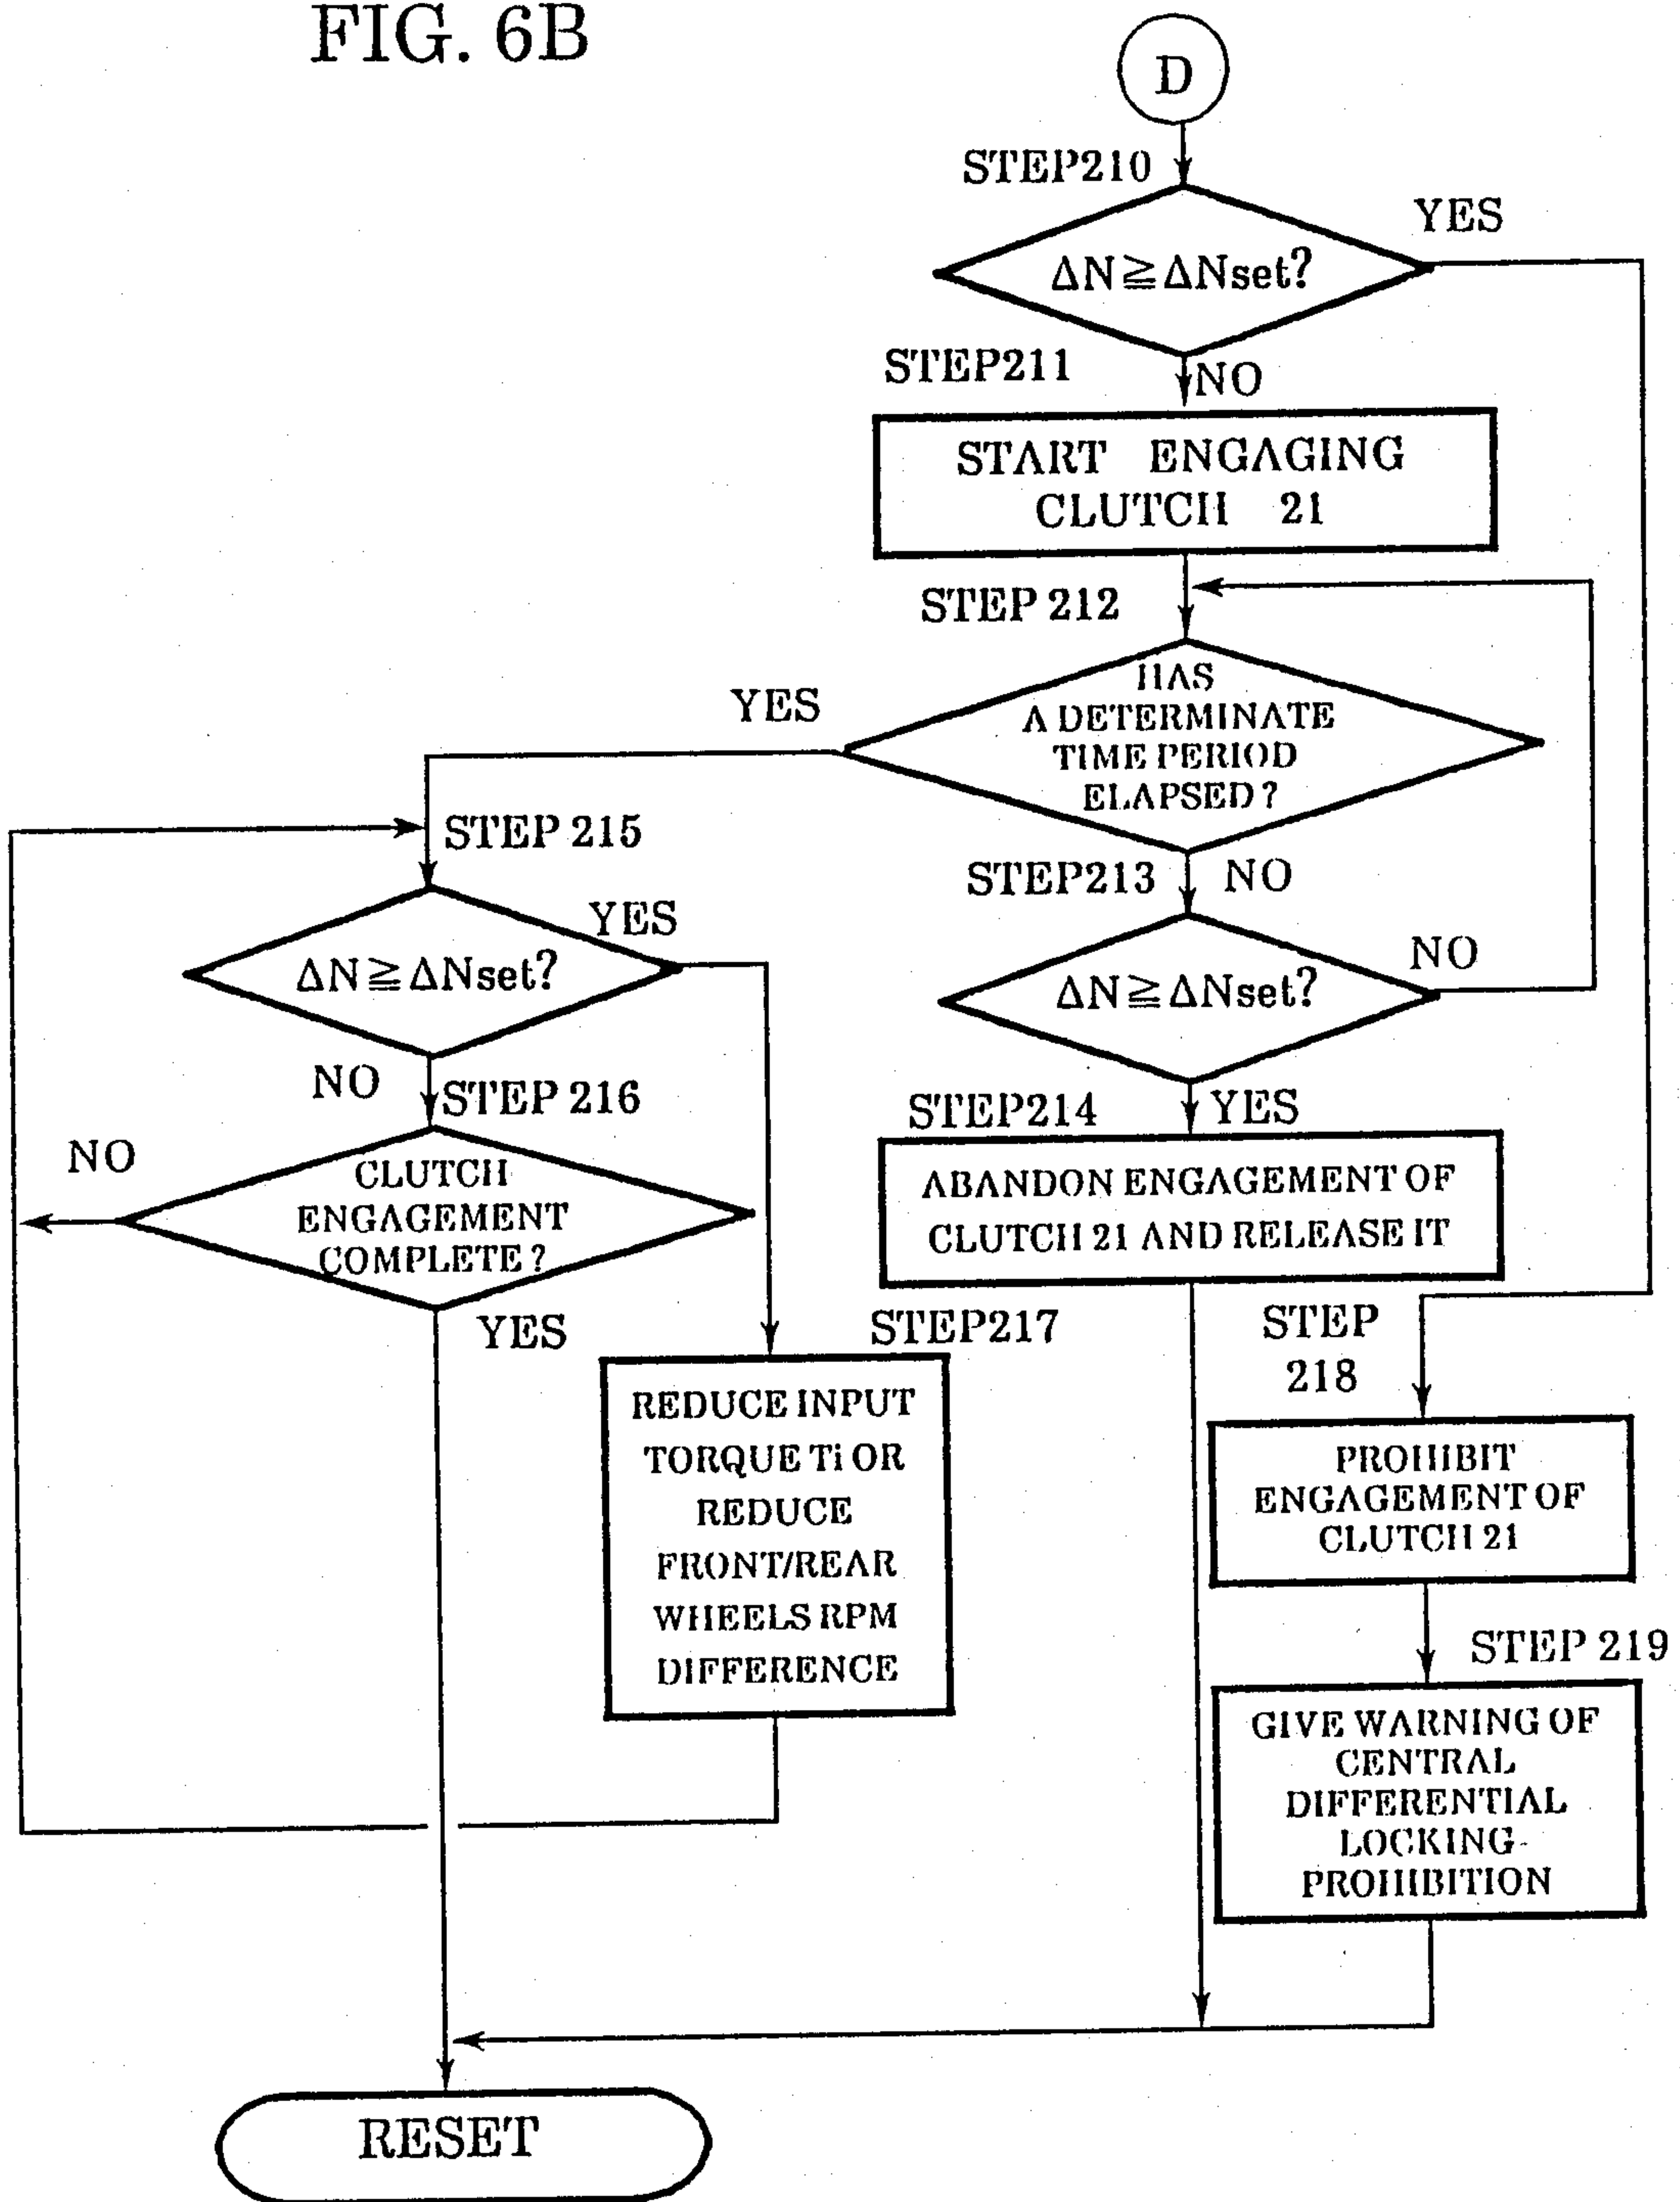 FIG. 6B
D
STEP210
YES
ΔN≧ΔNset?
STEP211
NO
START ENGAGING
CLUTCH 21
STEP 212
HAS
A DETERMINATE
TIME PERIOD
ELAPSED?
YES
STEP 215
STEP213
NO
YES
ΔN≧ΔNset?
NO
ΔN≧ΔNset?
NO
STEP 216
STEP214
YES
NO
CLUTCH
ENGAGEMENT
COMPLETE?
ABANDON ENGAGEMENT OF
CLUTCH 21 AND RELEASE IT
YES
STEP217
STEP
218
REDUCE INPUT
TORQUE Ti OR
REDUCE
FRONT/REAR
WHEELS RPM
DIFFERENCE
PROHIBIT
ENGAGEMENT OF
CLUTCH 21
STEP 219
GIVE WARNING OF
CENTRAL
DIFFERENTIAL
LOCKING-
PROHIBITION
RESET